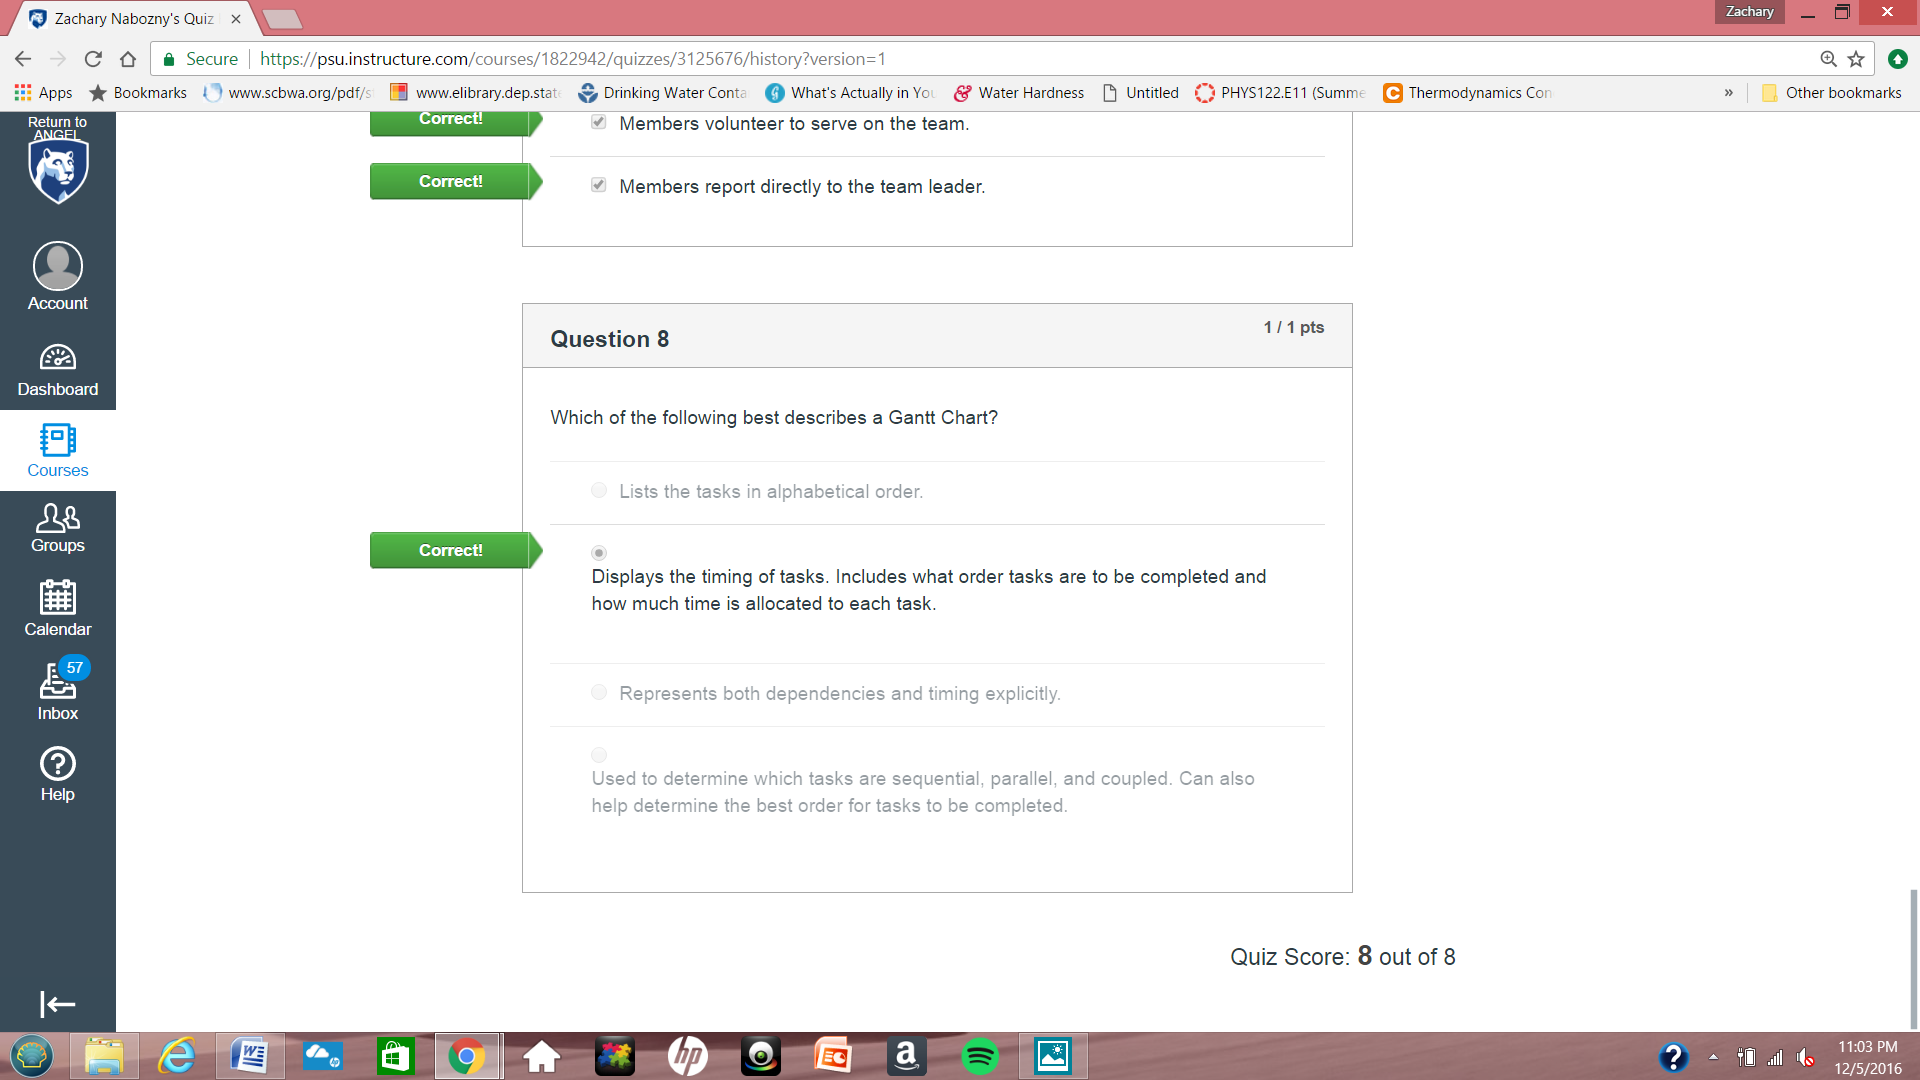 Zachary Nabozny's Quiz
Zachary
Secure
https://psu.instructure.com/courses/1822942/quizzes/3125676/history?version=1
Apps
Bookmarks
www.scbwa.org/pdf/s
www.elibrary.dep.stat
Drinking Water Conta
What's Actually in Yo
Water Hardness
Untitled
PHYS122.E11 (Summe
Thermodynamics Con
»
Other bookmarks
Return to
ANGEL
Account
Dashboard
Courses
Groups
Calendar
57
Inbox
Help
Correct!
Members volunteer to serve on the team.
Correct!
Members report directly to the team leader.
Question 8
1 / 1 pts
Which of the following best describes a Gantt Chart?
Lists the tasks in alphabetical order.
Correct!
Displays the timing of tasks. Includes what order tasks are to be completed and
how much time is allocated to each task.
Represents both dependencies and timing explicitly.
Used to determine which tasks are sequential, parallel, and coupled. Can also
help determine the best order for tasks to be completed.
Quiz Score: 8 out of 8
11:03 PM
12/5/2016